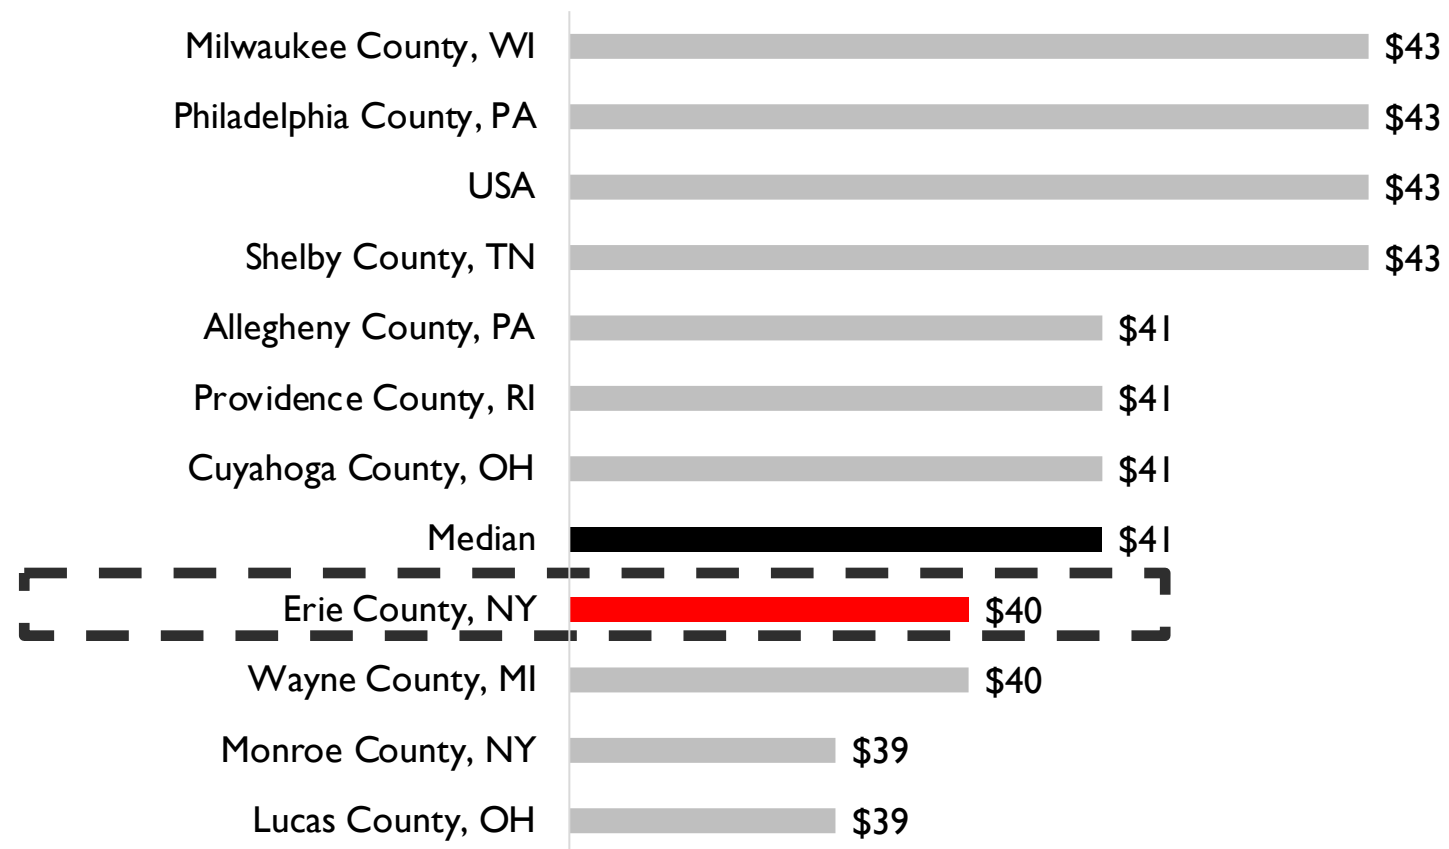 Milwaukee County, WI $43
Philadelphia County, PA $43
USA $43
Shelby County, TN $43
Allegheny County, PA $41
Providence County, RI $41
Cuyahoga County, OH $41
Median $41
Erie County, NY $40
Wayne County, MI $40
Monroe County, NY $39
Lucas County, OH $39